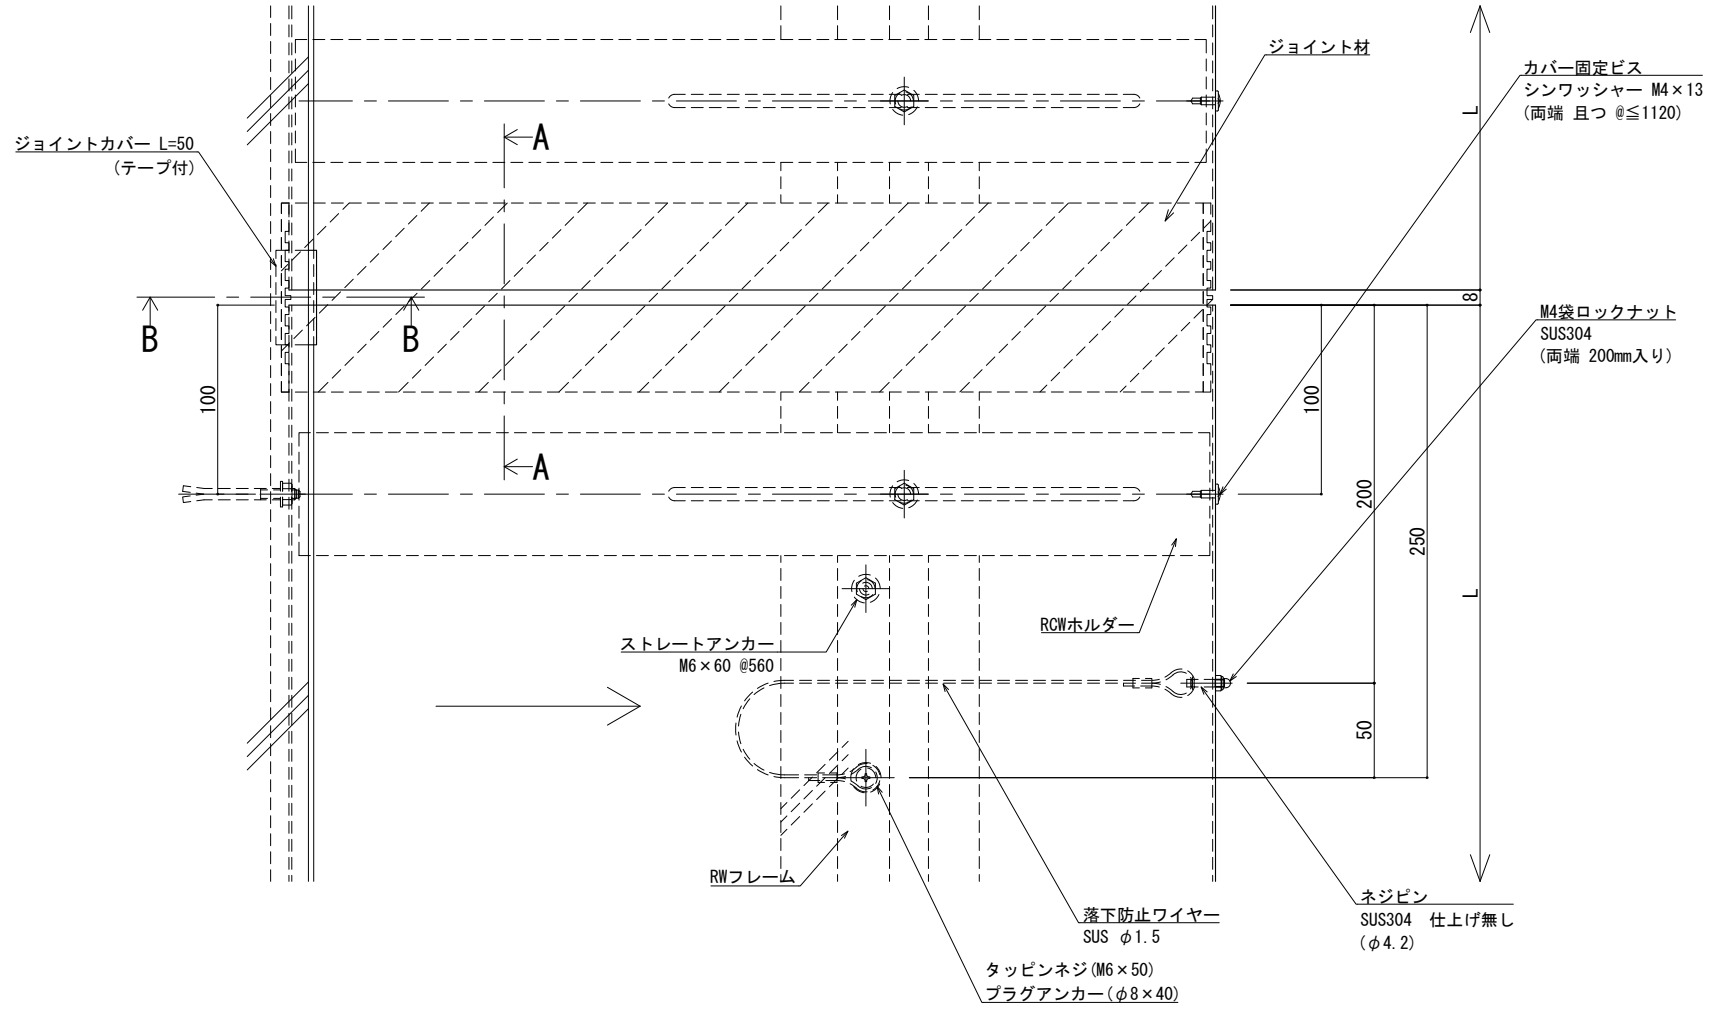 ジョイント材
カバー固定ビス
シンワッシャー M4×13
(両端 且つ @≦1120)
L
ジョイントカバー L=50
(テープ付)
A
8
M4袋ロックナット
SUS304
(両端 200mm入り)
B
B
100
100
A
200
250
L
ストレートアンカー
M6×60 @560
RCWホルダー
50
RWフレーム
落下防止ワイヤー
SUS φ1.5
ネジピン
SUS304 仕上げ無し
(φ4.2)
タッピンネジ(M6×50)
プラグアンカー(φ8×40)